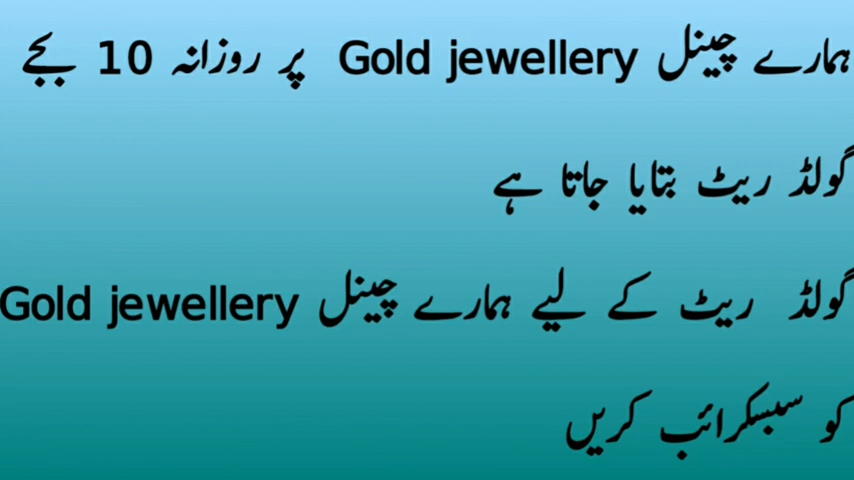 ہمارے چینل Gold jewellery پر روزانہ 10 بجے
گولڈ ریٹ بتایا جاتا ہے
گولڈ ریٹ کے لیے ہمارے چینل Gold jewellery
کو سبسکرائب کریں